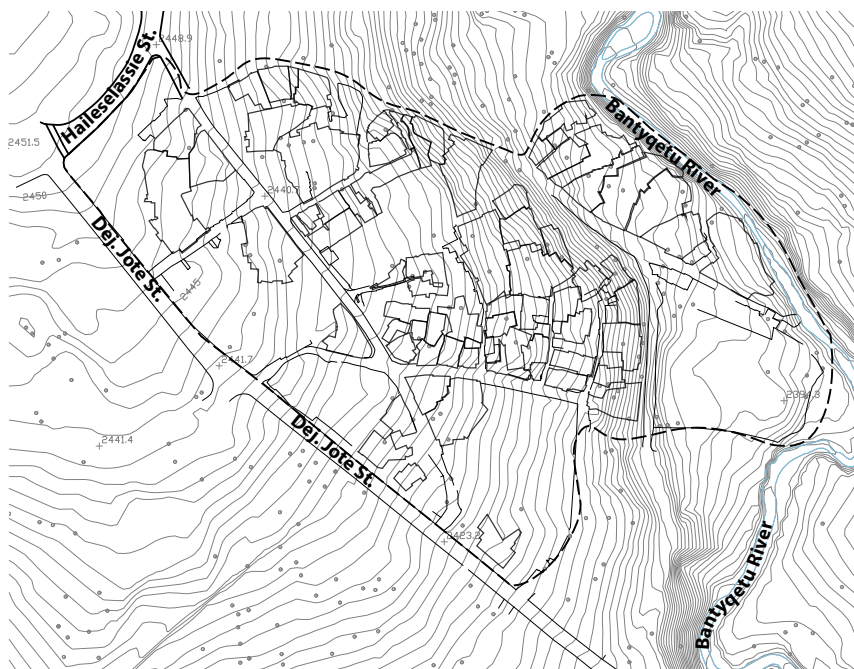 2448.9
Haileselassie St.
Bantyqetu River
2451.5
2440.7
2450
Dej. Jote St.
2445
2441.7
Dej. Jote St.
2441.4
2423.2
Bantyqetu River